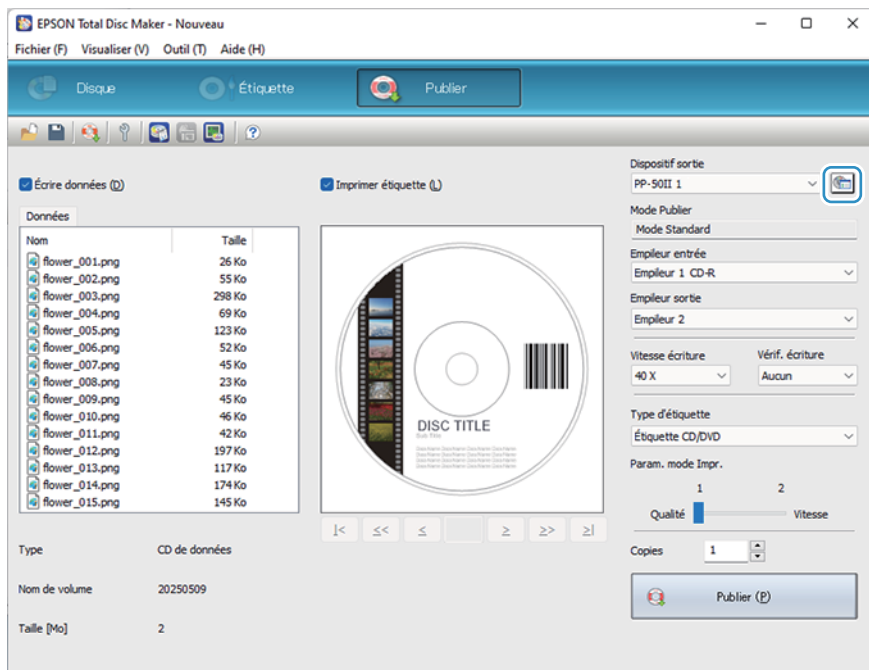 EPSON Total Disc Maker - Nouveau
Fichier (F) Visualiser (V) Outil (T) Aide (H)
Disque Étiquette Publier
Écrire données (D)
Données
Nom Taille
flower_001.png 26 Ko
flower_002.png 55 Ko
flower_003.png 298 Ko
flower_004.png 69 Ko
flower_005.png 123 Ko
flower_006.png 52 Ko
flower_007.png 45 Ko
flower_008.png 23 Ko
flower_009.png 45 Ko
flower_010.png 46 Ko
flower_011.png 42 Ko
flower_012.png 197 Ko
flower_013.png 117 Ko
flower_014.png 174 Ko
flower_015.png 145 Ko
Type CD de données
Nom de volume 20250509
Taille [Mo] 2
Imprimer étiquette (L)
DISC TITLE
Sub Title
|< << < > >> >|
Dispositif sortie
PP-50II 1
Mode Publier
Mode Standard
Empileur entrée
Empileur 1 CD-R
Empileur sortie
Empileur 2
Vitesse écriture Vérif. écriture
40 X Aucun
Type d'étiquette
Étiquette CD/DVD
Param. mode Impr.
1 2
Qualité Vitesse
Copies 1
Publier (P)